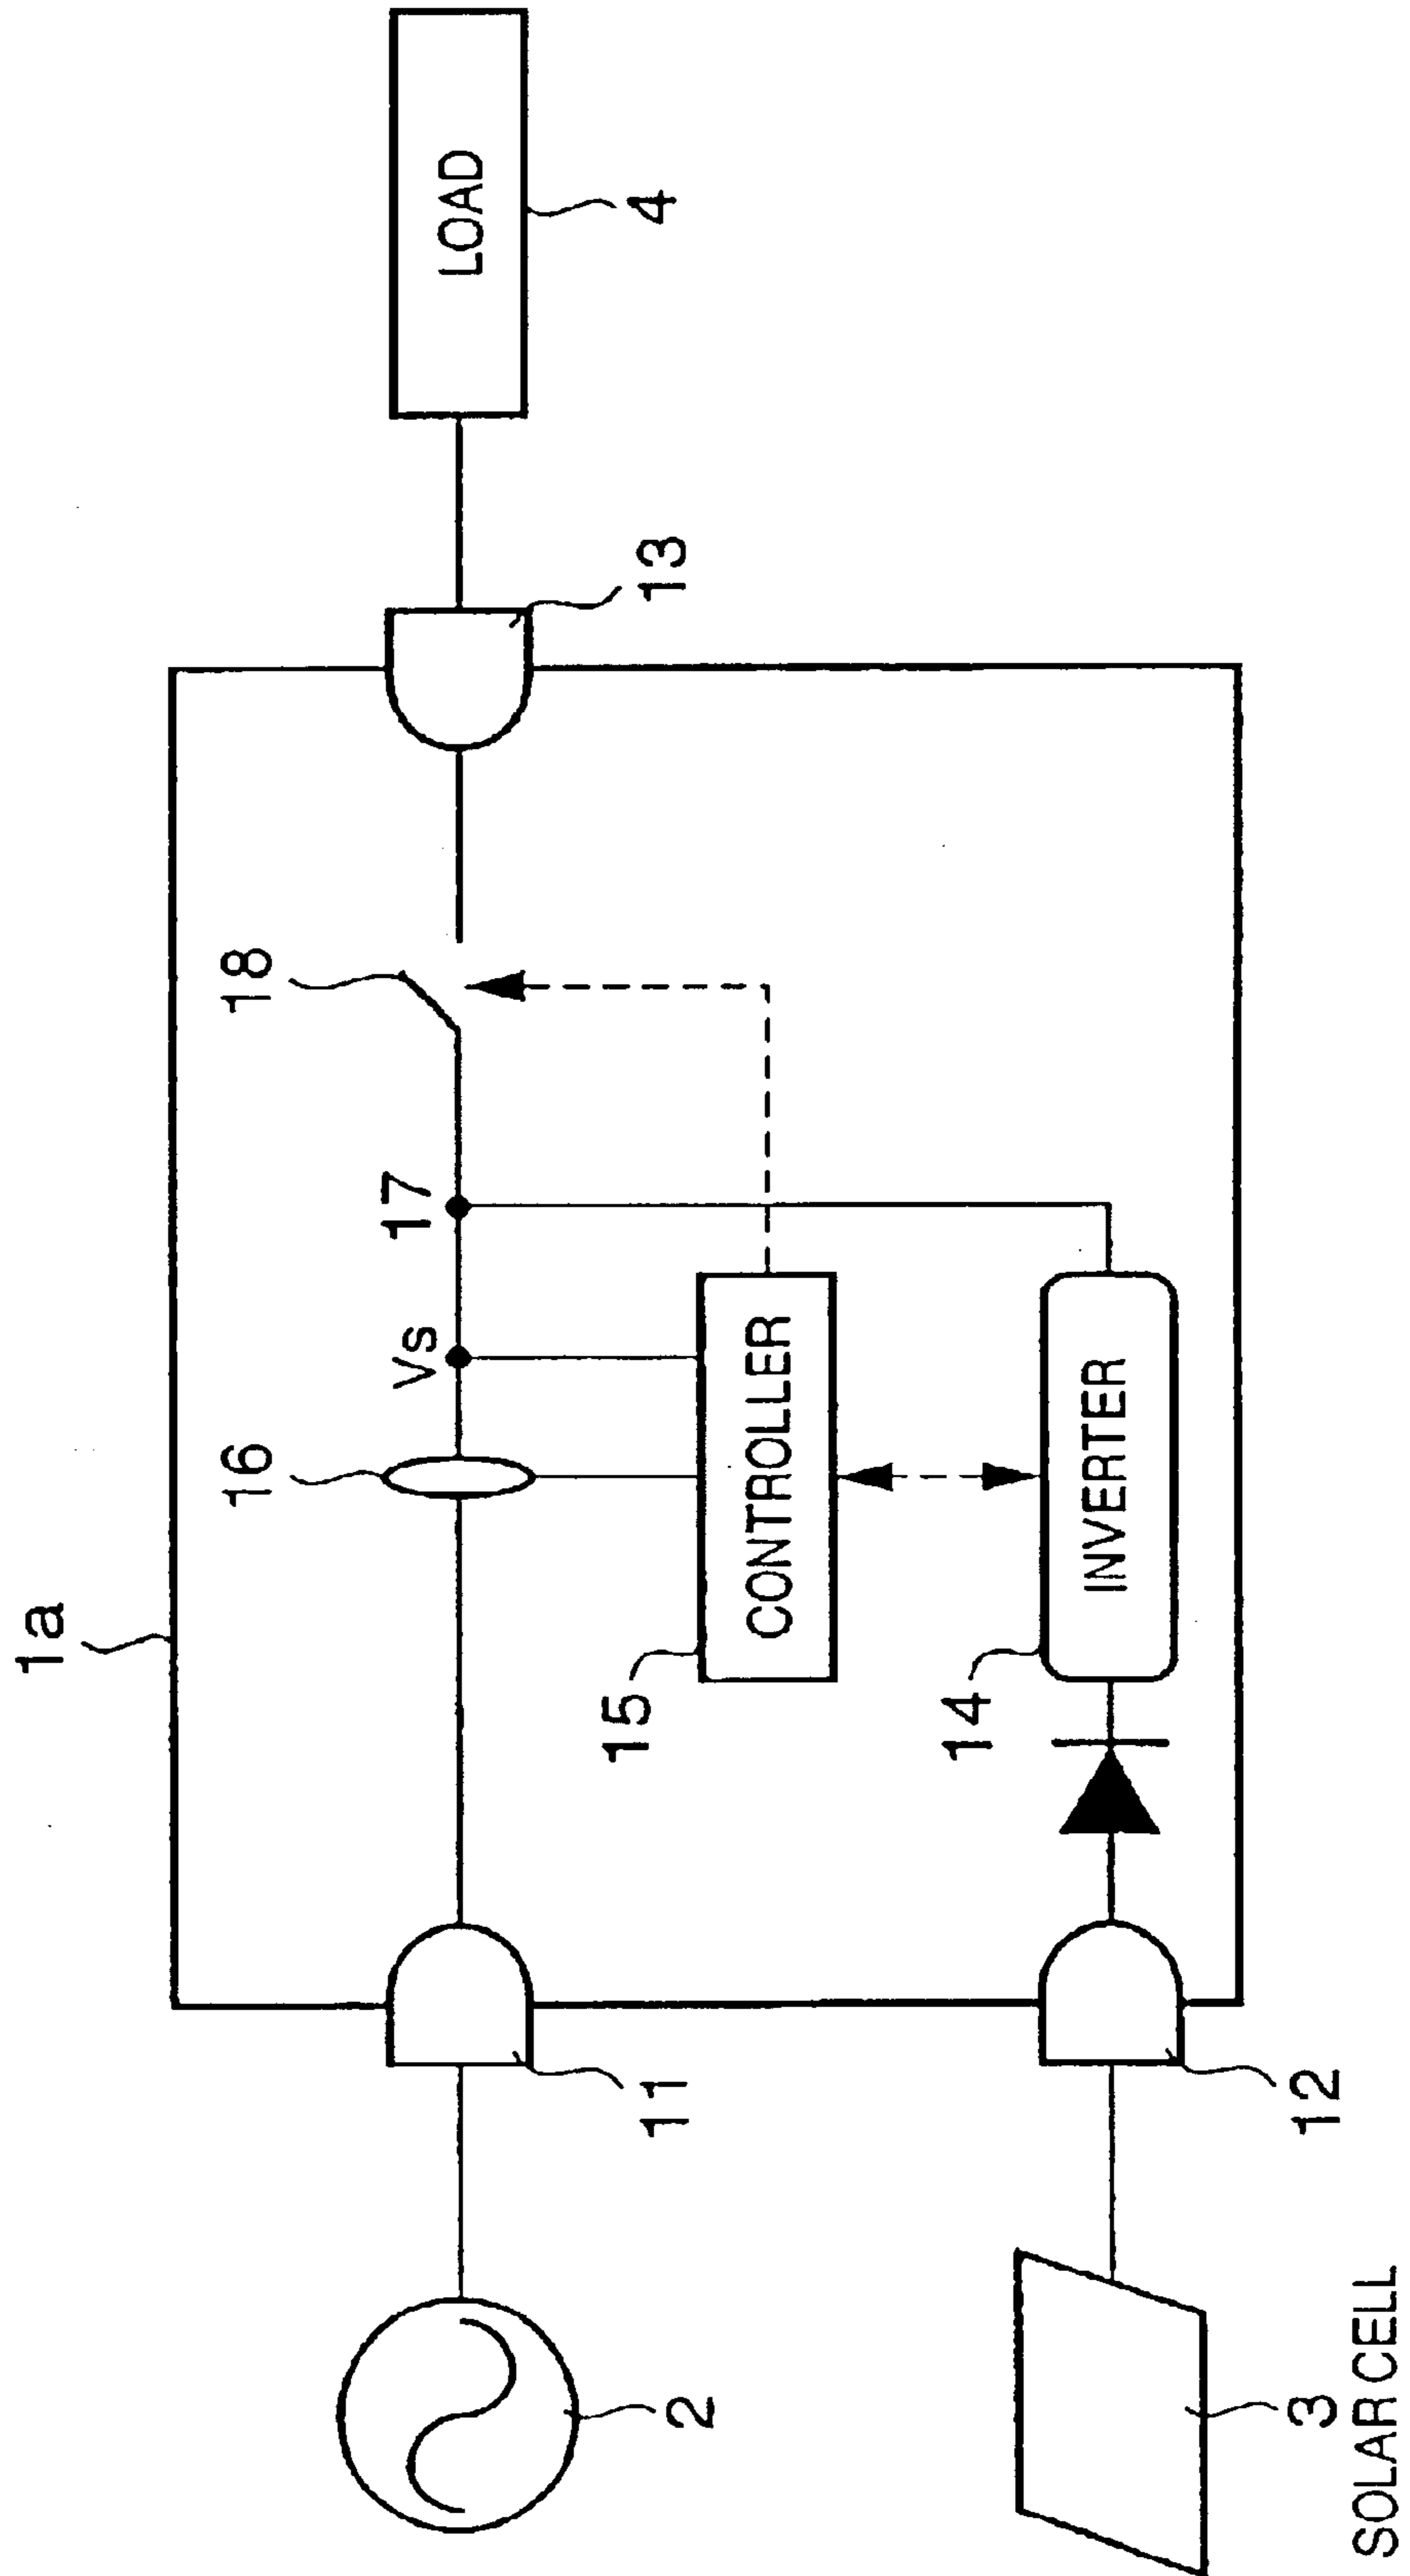 1a
16
Vs
17
18
LOAD
4
13
15
CONTROLLER
14
INVERTER
11
2
12
3
SOLAR CELL